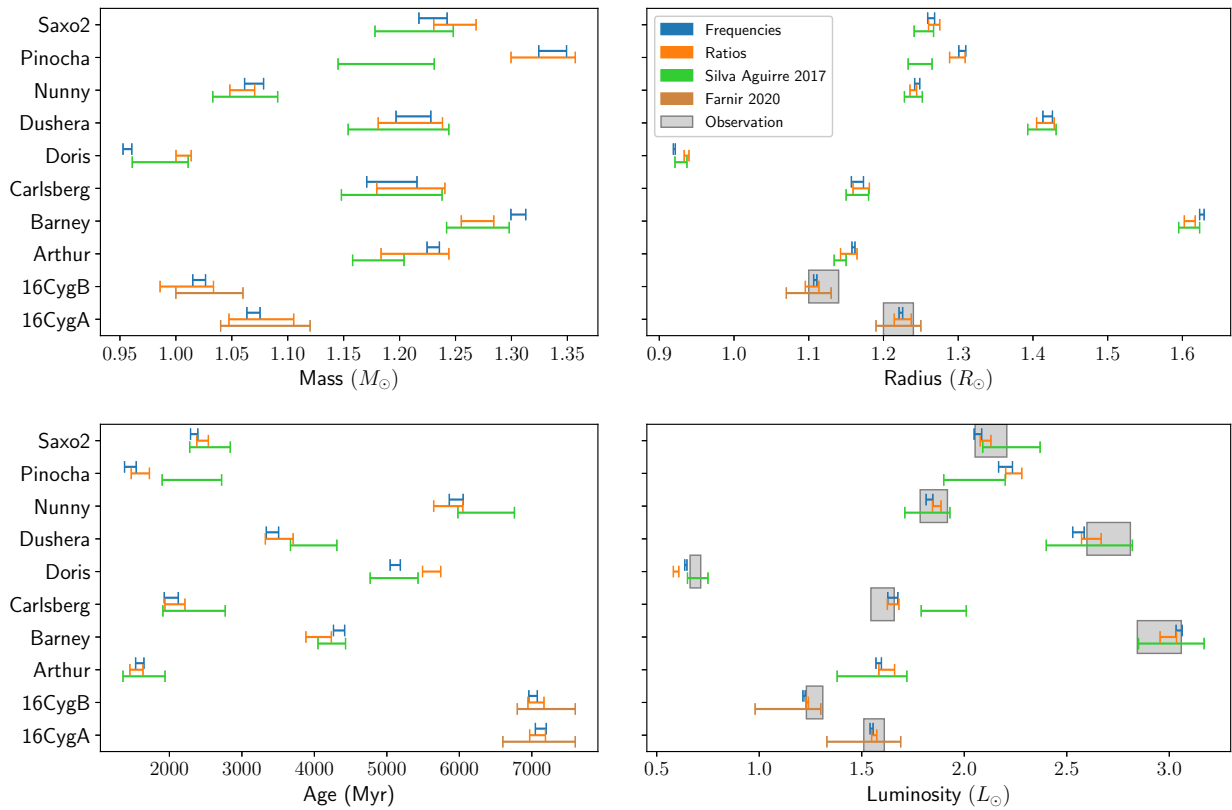 Saxo2
Pinocha
Nunny
Dushera
Doris
Carlsberg
Barney
Arthur
16CygB
16CygA
0.95 1.00 1.05 1.10 1.15 1.20 1.25 1.30 1.35
Mass (M⊙)
Frequencies
Ratios
Silva Aguirre 2017
Farnir 2020
Observation
0.9 1.0 1.1 1.2 1.3 1.4 1.5 1.6
Radius (R⊙)
Saxo2
Pinocha
Nunny
Dushera
Doris
Carlsberg
Barney
Arthur
16CygB
16CygA
2000 3000 4000 5000 6000 7000
Age (Myr)
0.5 1.0 1.5 2.0 2.5 3.0
Luminosity (L⊙)